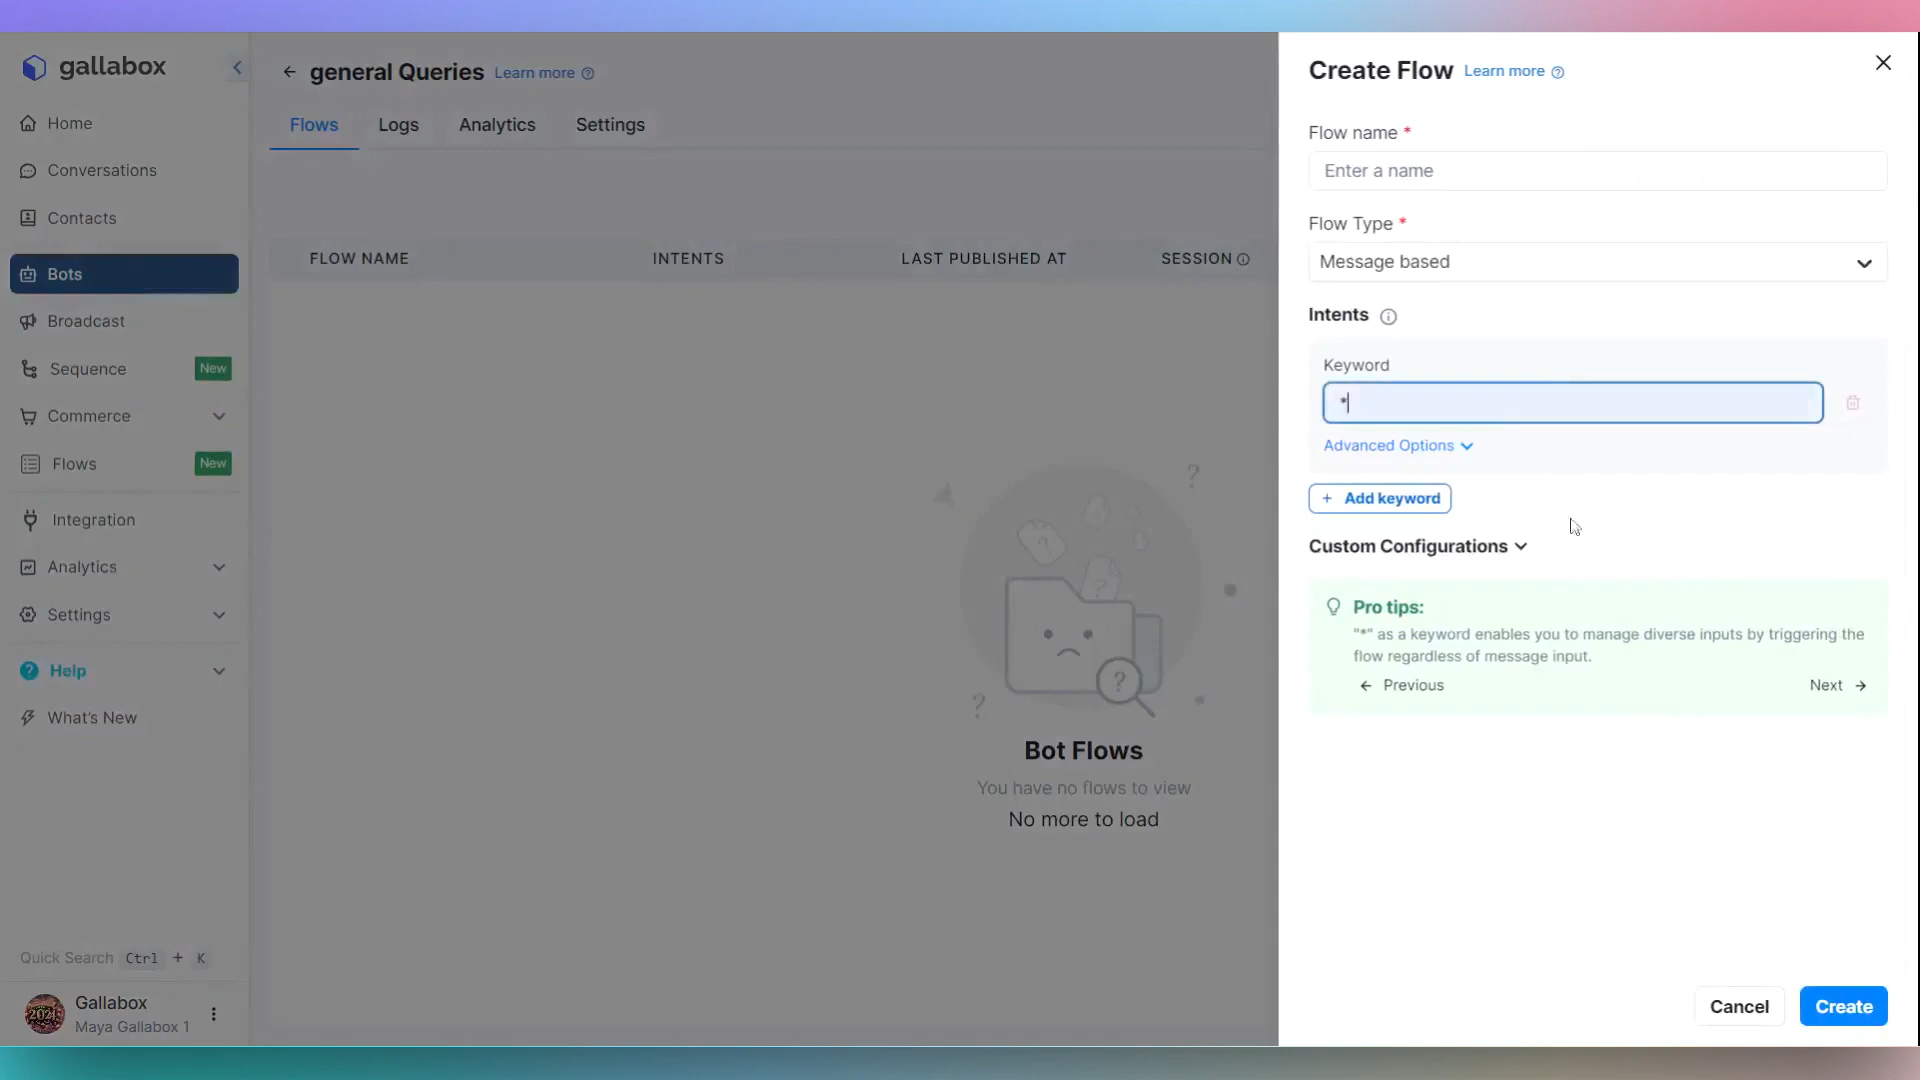 gallabox
Home
Conversations
Contacts
Bots
Broadcast
Sequence New
Commerce
Flows New
Integration
Analytics
Settings
? Help
What's New
Quick Search Ctrl + K
2024
Gallabox
Maya Gallabox 1
general Queries Learn more
Flows Logs Analytics Settings
FLOW NAME INTENTS LAST PUBLISHED AT SESSION
Bot Flows
You have no flows to view
No more to load
Create Flow Learn more
Flow name *
Enter a name
Flow Type *
Message based
Intents
Keyword
*
Advanced Options
+ Add keyword
Custom Configurations
Pro tips:
"*" as a keyword enables you to manage diverse inputs by triggering the
flow regardless of message input.
← Previous Next →
Cancel Create